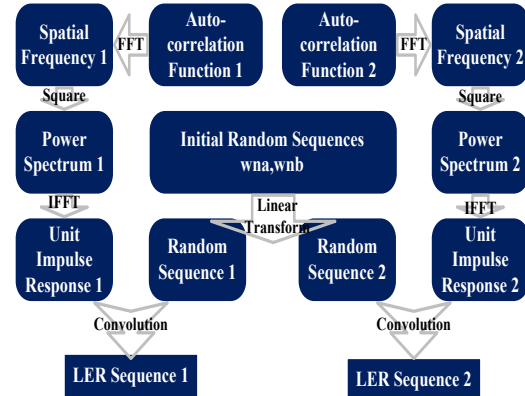 Spatial
Frequency 1
FFT
Auto-
correlation
Function 1
Auto-
correlation
Function 2
FFT
Spatial
Frequency 2
Square
Square
Power
Spectrum 1
Initial Random Sequences
wna,wnb
Power
Spectrum 2
IFFT
Linear
Transform
IFFT
Unit
Impulse
Response 1
Random
Sequence 1
Random
Sequence 2
Unit
Impulse
Response 2
Convolution
Convolution
LER Sequence 1
LER Sequence 2